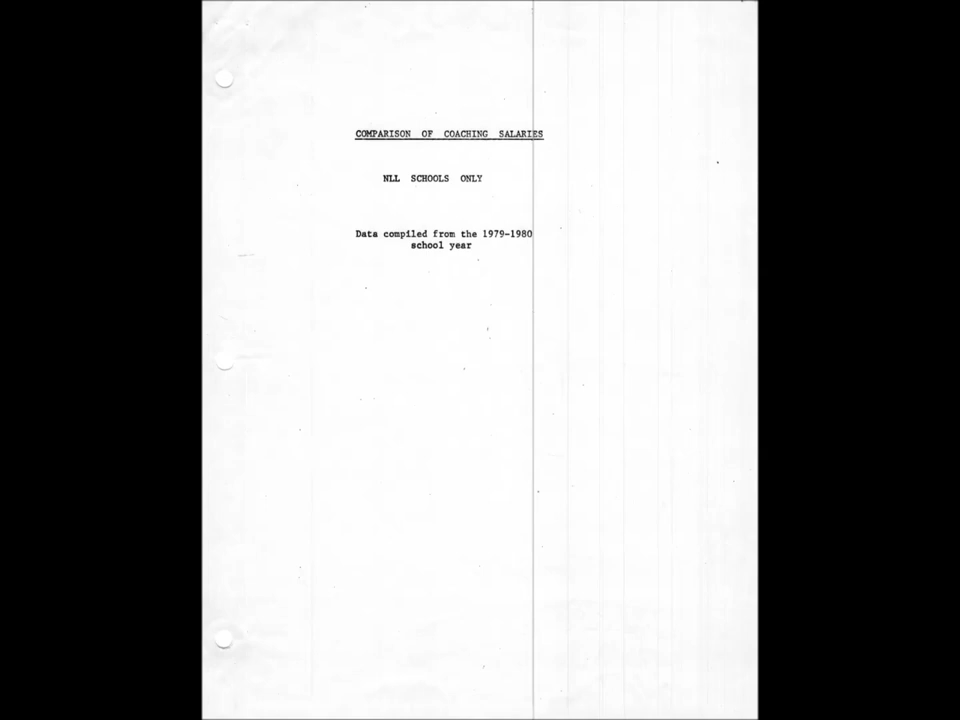 COMPARISON OF COACHING SALARIES
NLL SCHOOLS ONLY
Data compiled from the 1979-1980
school year